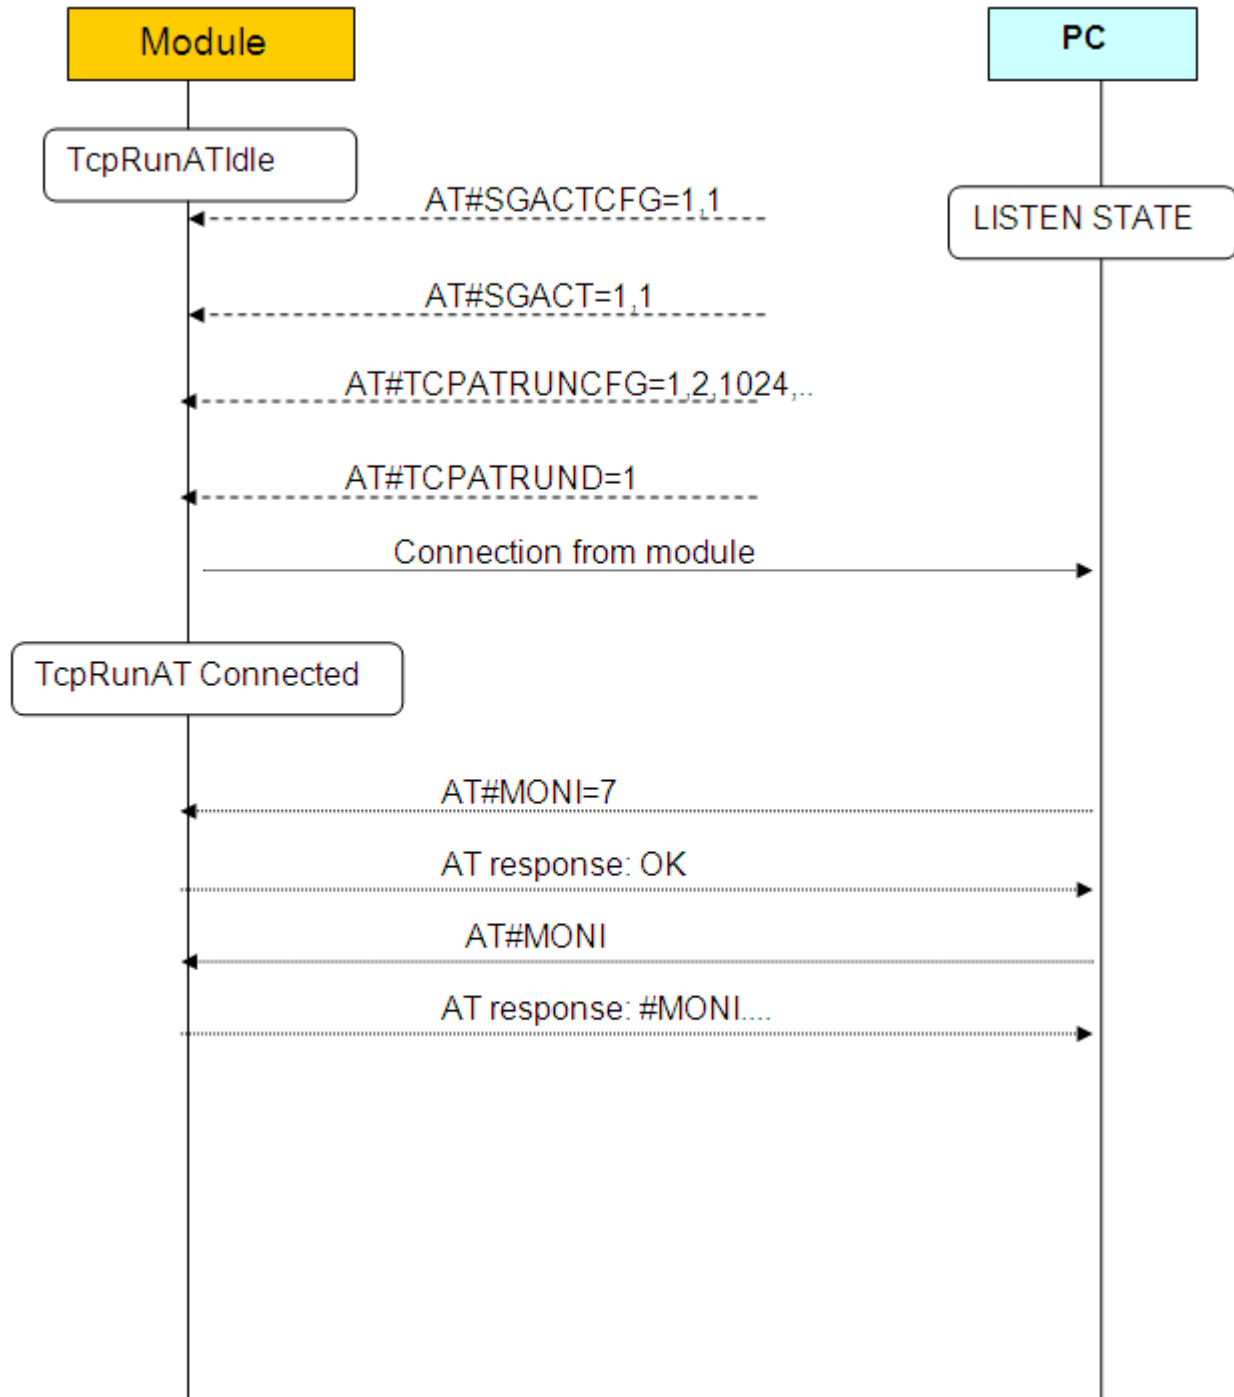 Module
PC
TcpRunATIdle
AT#SGACTCFG=1,1
LISTEN STATE
AT#SGACT=1,1
AT#TCPATRUNCFG=1,2,1024,..
AT#TCPATRUND=1
Connection from module
TcpRunAT Connected
AT#MONI=7
AT response: OK
AT#MONI
AT response: #MONI....